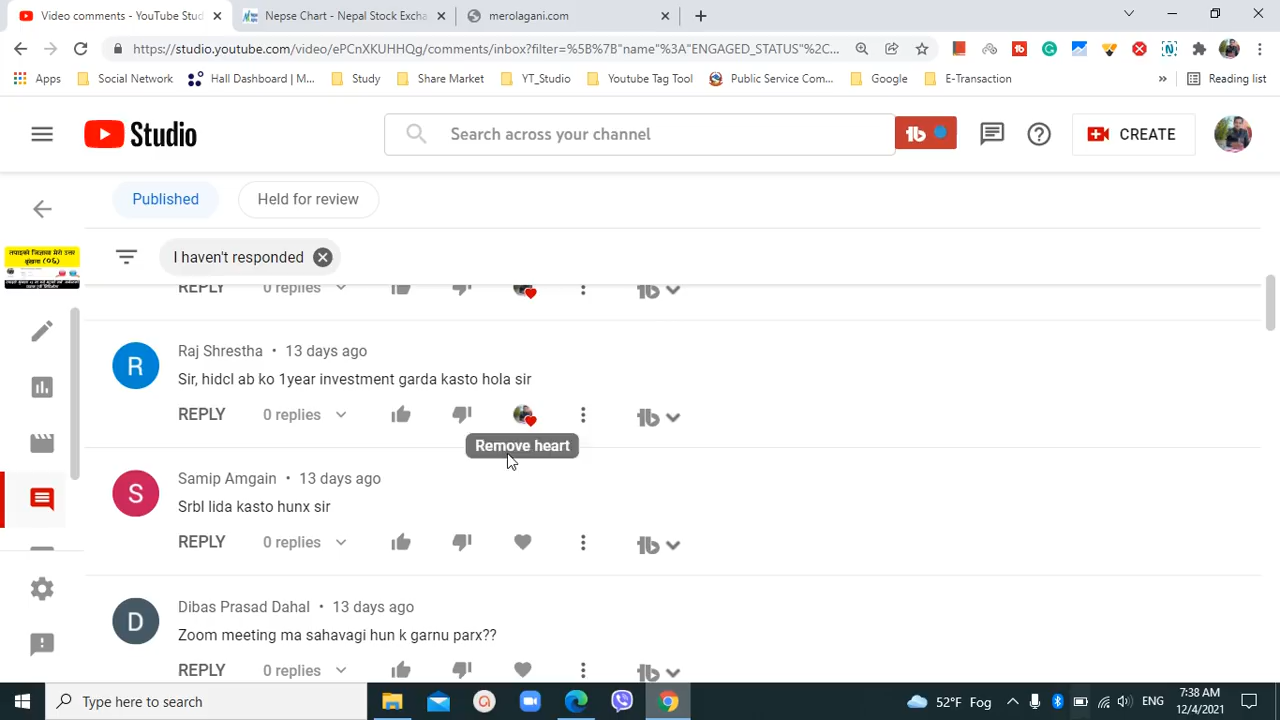 Video comments - YouTube Stud
Nepse Chart - Nepal Stock Excha
merolagani.com
https://studio.youtube.com/video/ePCnXKUHHQg/comments/inbox?filter=%5B%7B"name"%3A"ENGAGED_STATUS"%2C...
Apps
Social Network
Hall Dashboard | M...
Study
Share Market
YT_Studio
Youtube Tag Tool
Public Service Com...
Google
E-Transaction
»
Reading list
Studio
Search across your channel
CREATE
Published
Held for review
तपाइको जिज्ञासा मेरो उत्तर
I haven't responded
REPLY
0 replies
Raj Shrestha • 13 days ago
R
Sir, hidcl ab ko 1year investment garda kasto hola sir
REPLY
0 replies
Remove heart
Samip Amgain • 13 days ago
S
Srbl lida kasto hunx sir
REPLY
0 replies
Dibas Prasad Dahal • 13 days ago
D
Zoom meeting ma sahavagi hun k garnu parx??
REPLY
0 replies
Type here to search
52°F Fog
ENG
7:38 AM
12/4/2021